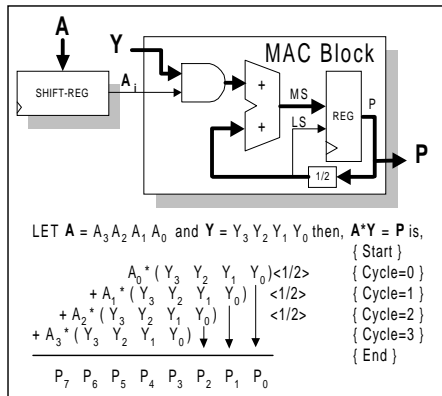 A
Y
MAC Block
SHIFT-REG
A i
+
+
MS
LS
REG
P
1/2
P
LET A = A3 A2 A1 A0 and Y = Y3 Y2 Y1 Y0 then, A*Y = P is,
{ Start }
A0 * ( Y3 Y2 Y1 Y0 ) <1/2> { Cycle=0 }
+ A1 * ( Y3 Y2 Y1 Y0 ) <1/2> { Cycle=1 }
+ A2 * ( Y3 Y2 Y1 Y0 ) <1/2> { Cycle=2 }
+ A3 * ( Y3 Y2 Y1 Y0 ) { Cycle=3 }
{ End }
P7 P6 P5 P4 P3 P2 P1 P0